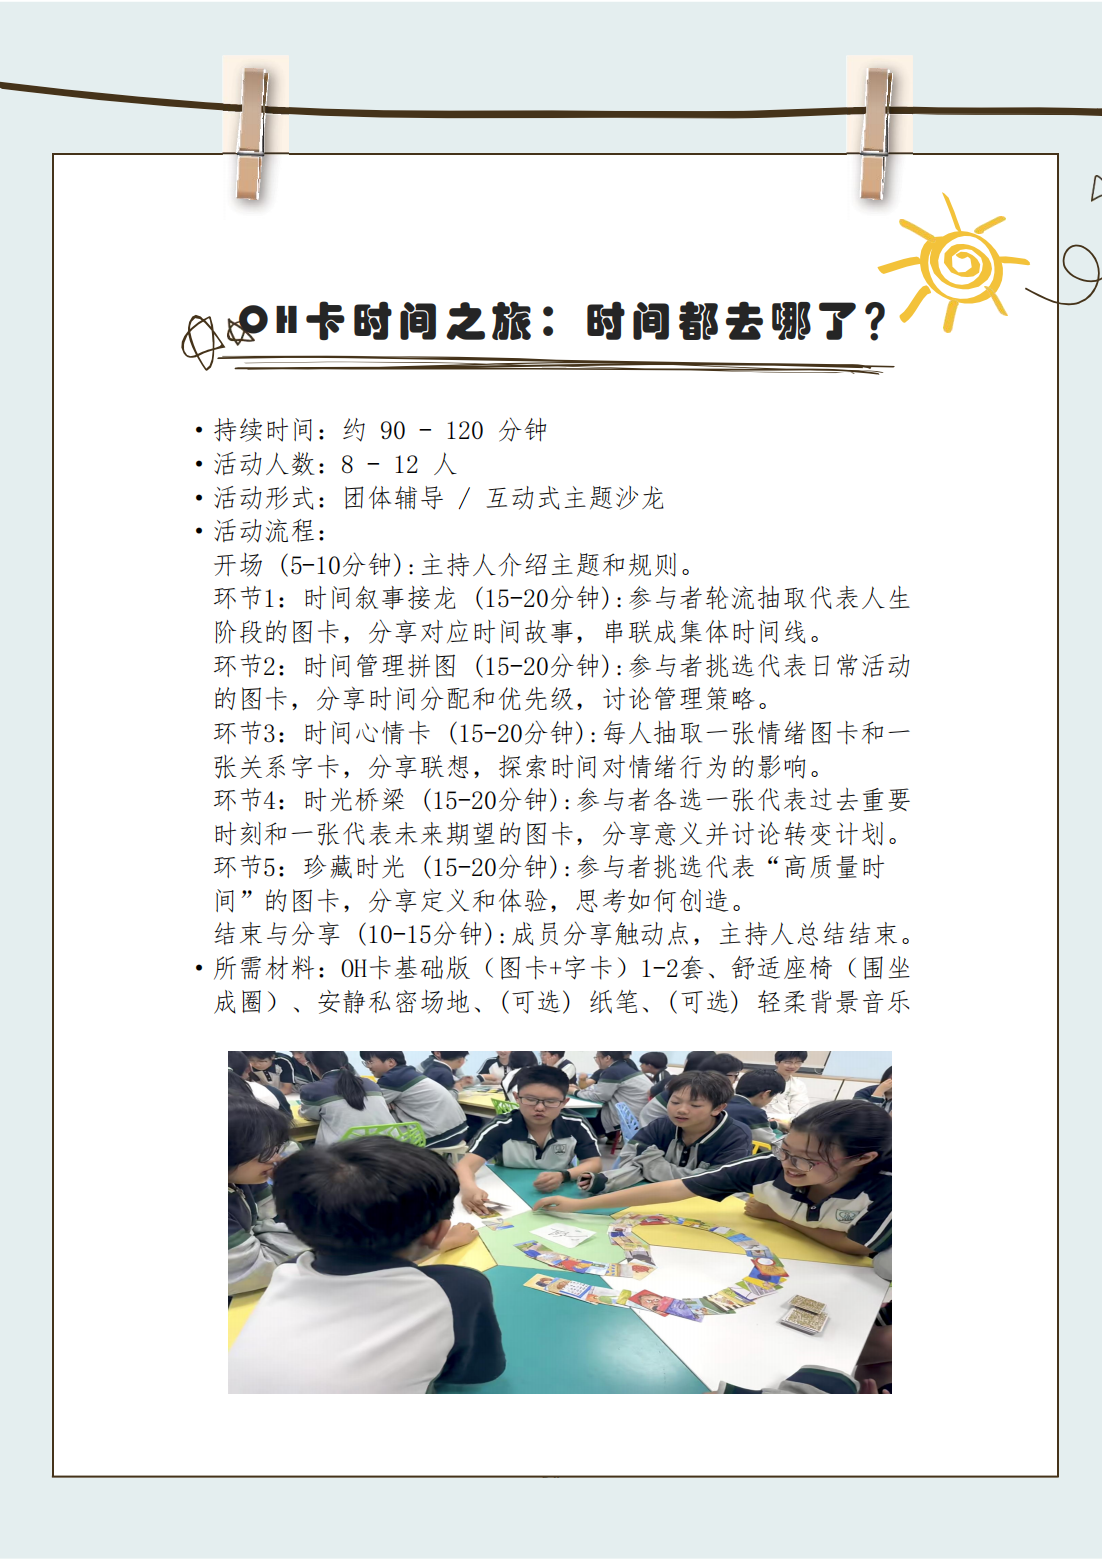 OH卡时间之旅：时间都去哪了？
•持续时间：约 90 - 120 分钟
•活动人数：8 - 12 人
•活动形式：团体辅导 / 互动式主题沙龙
•活动流程：
开场 (5-10分钟):主持人介绍主题和规则。
环节1：时间叙事接龙 (15-20分钟):参与者轮流抽取代表人生
阶段的图卡，分享对应时间故事，串联成集体时间线。
环节2：时间管理拼图 (15-20分钟):参与者挑选代表日常活动
的图卡，分享时间分配和优先级，讨论管理策略。
环节3：时间心情卡 (15-20分钟):每人抽取一张情绪图卡和一
张关系字卡，分享联想，探索时间对情绪行为的影响。
环节4：时光桥梁 (15-20分钟):参与者各选一张代表过去重要
时刻和一张代表未来期望的图卡，分享意义并讨论转变计划。
环节5：珍藏时光 (15-20分钟):参与者挑选代表“高质量时
间”的图卡，分享定义和体验，思考如何创造。
结束与分享 (10-15分钟):成员分享触动点，主持人总结结束。
•所需材料：OH卡基础版（图卡+字卡）1-2套、舒适座椅（围坐
成圈）、安静私密场地、(可选) 纸笔、(可选) 轻柔背景音乐